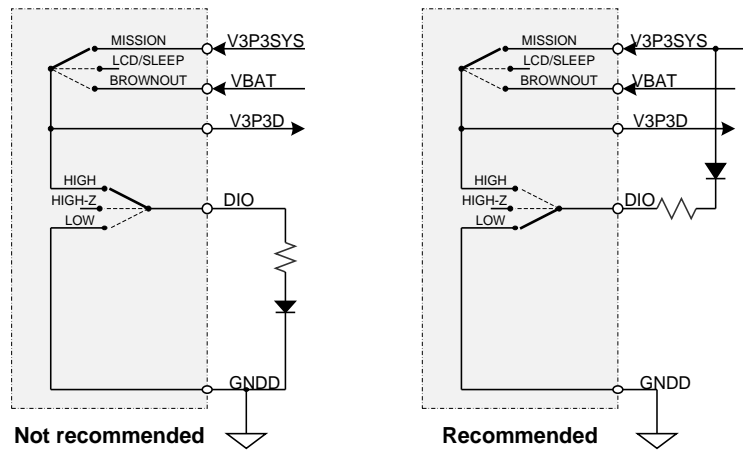 MISSION
V3P3SYS
LCD/SLEEP
BROWNOUT
VBAT
V3P3D
HIGH
HIGH-Z
DIO
LOW
GNDD
Not recommended
MISSION
V3P3SYS
LCD/SLEEP
BROWNOUT
VBAT
V3P3D
HIGH
HIGH-Z
DIO
LOW
GNDD
Recommended